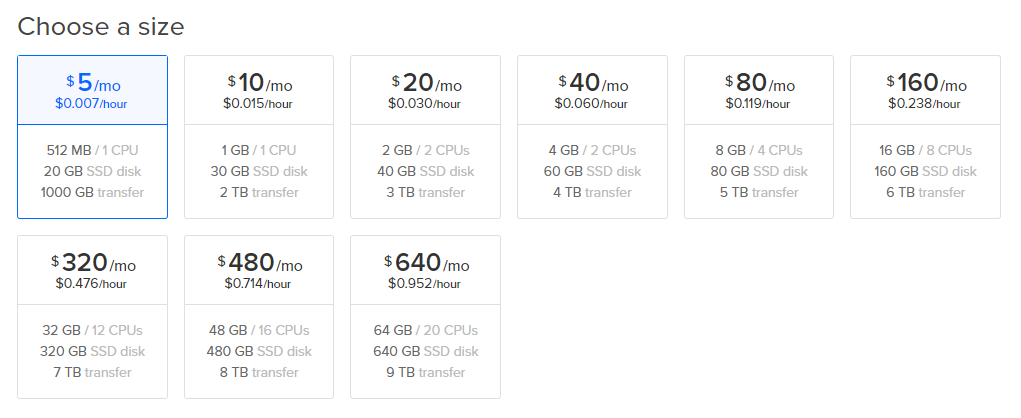 Choose a size
$5/mo
$0.007/hour
512 MB / 1 CPU
20 GB SSD disk
1000 GB transfer
$10/mo
$0.015/hour
1 GB / 1 CPU
30 GB SSD disk
2 TB transfer
$20/mo
$0.030/hour
2 GB / 2 CPUs
40 GB SSD disk
3 TB transfer
$40/mo
$0.060/hour
4 GB / 2 CPUs
60 GB SSD disk
4 TB transfer
$80/mo
$0.119/hour
8 GB / 4 CPUs
80 GB SSD disk
5 TB transfer
$160/mo
$0.238/hour
16 GB / 8 CPUs
160 GB SSD disk
6 TB transfer
$320/mo
$0.476/hour
32 GB / 12 CPUs
320 GB SSD disk
7 TB transfer
$480/mo
$0.714/hour
48 GB / 16 CPUs
480 GB SSD disk
8 TB transfer
$640/mo
$0.952/hour
64 GB / 20 CPUs
640 GB SSD disk
9 TB transfer